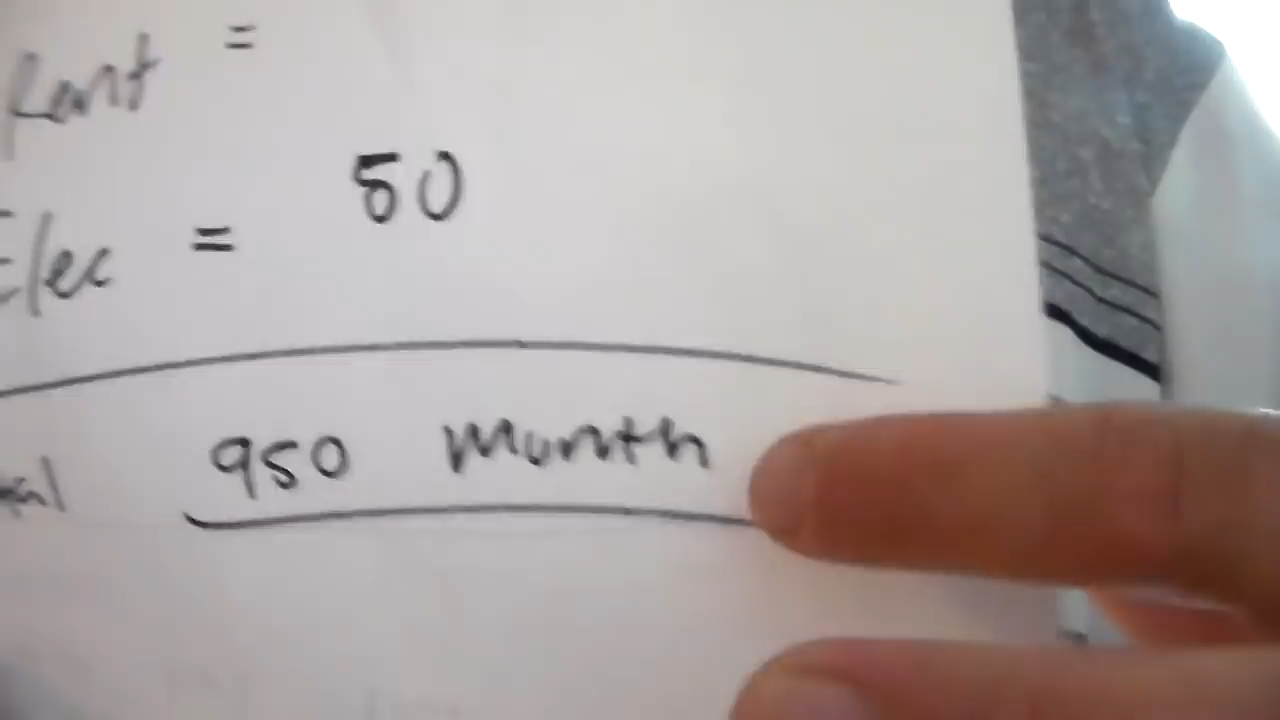 Rent =
Elec = 50
950 Month